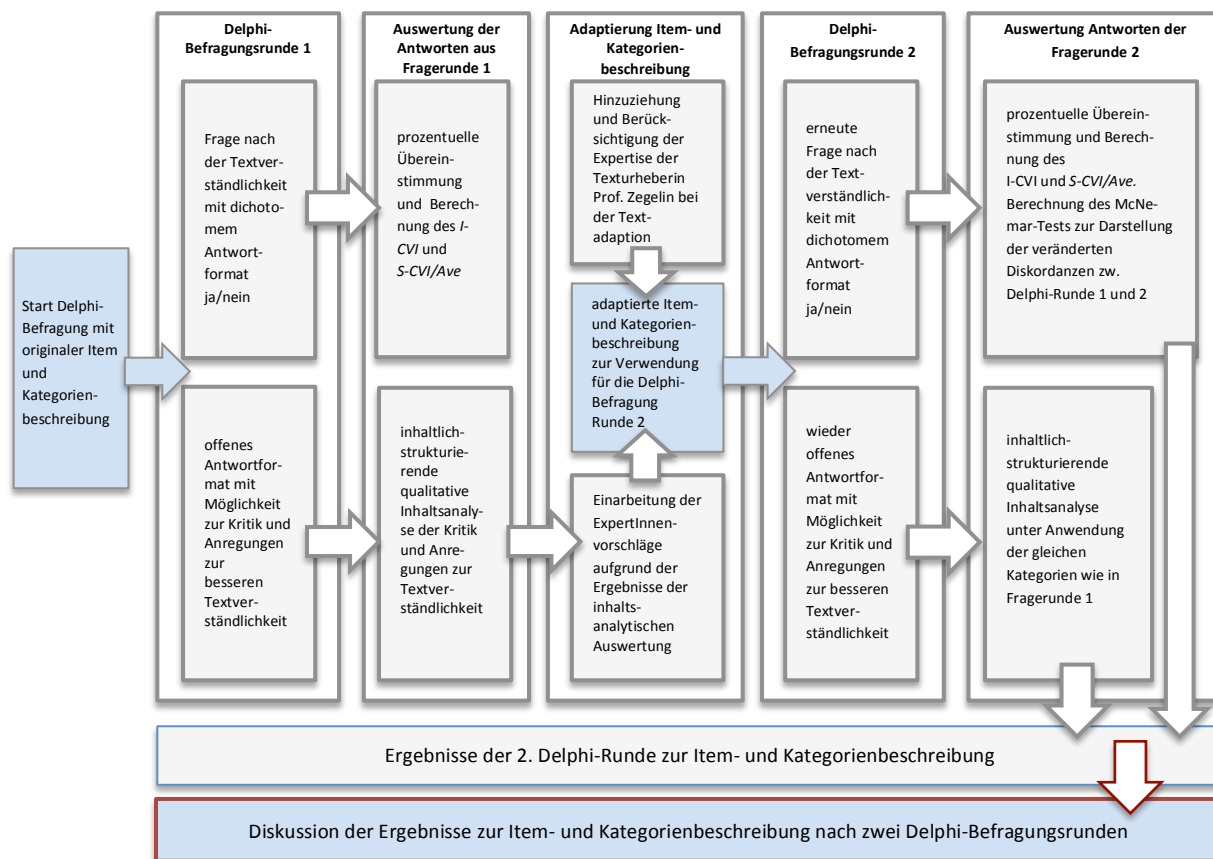 Start Delphi-
Befragung mit
originaler Item
und
Kategorien-
beschreibung
Delphi-
Befragungsrunde 1
Frage nach
der Textver-
ständlichkeit
mit dichoto-
mem
Antwort-
format
ja/nein
offenes
Antwortfor-
mat mit
Möglichkeit
zur Kritik und
Anregungen
zur
besseren
Textver-
ständlichkeit
Auswertung der
Antworten aus
Fragerunde 1
prozentuelle
Überein-
stimmung
und Berech-
nung des I-
CVI und
S-CVI/Ave
inhaltlich-
strukturie-
rende
qualitative
Inhaltsanaly-
se der Kritik
und Anre-
gungen zur
Textver-
ständlichkeit
Adaptierung Item- und
Kategorien-
beschreibung
Hinzuziehung
und Berück-
sichtigung der
Expertise der
Texturheberin
Prof. Zegelin bei
der Text-
adaption
adaptierte Item-
und Kategorien-
beschreibung
zur Verwendung
für die Delphi-
Befragung
Runde 2
Einarbeitung der
ExpertInnen-
vorschläge
aufgrund der
Ergebnisse der
inhalts-
analytischen
Auswertung
Delphi-
Befragungsrunde 2
erneute
Frage nach
der Text-
verständlich-
keit mit
dichotomem
Antwort-
format
ja/nein
wieder
offenes
Antwortfor-
mat mit
Möglichkeit
zur Kritik und
Anregungen
zur besseren
Textver-
ständlichkeit
Auswertung Antworten der
Fragerunde 2
prozentuelle Überein-
stimmung und Berech-
nung des
I-CVI und S-CVI/Ave.
Berechnung des McNe-
mar-Tests zur Darstellung
der veränderten
Diskordanzen zw.
Delphi-Runde 1 und 2
inhaltlich-
strukturierende
qualitative
Inhaltsanalyse
unter Anwendung
der gleichen
Kategorien wie in
Fragerunde 1
Ergebnisse der 2. Delphi-Runde zur Item- und Kategorienbeschreibung
Diskussion der Ergebnisse zur Item- und Kategorienbeschreibung nach zwei Delphi-Befragungsrunden